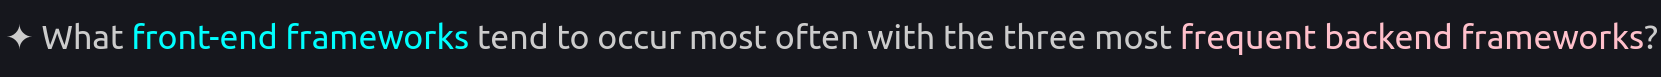 ✦ What front-end frameworks tend to occur most often with the three most frequent backend frameworks?